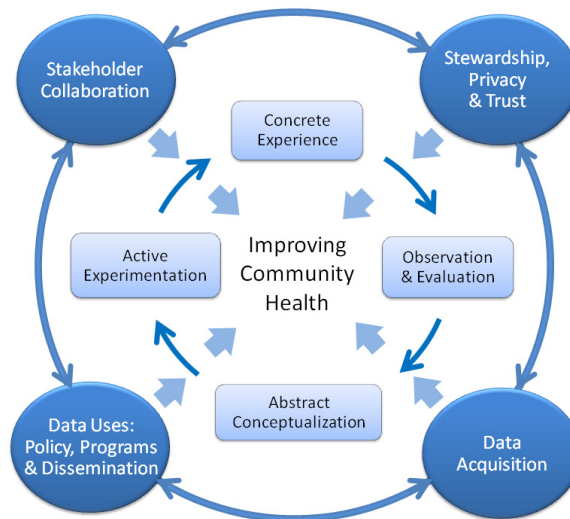 Stakeholder
Collaboration
Stewardship,
Privacy
& Trust
Concrete
Experience
Active
Experimentation
Improving
Community
Health
Observation
& Evaluation
Abstract
Conceptualization
Data Uses:
Policy, Programs
& Dissemination
Data
Acquisition